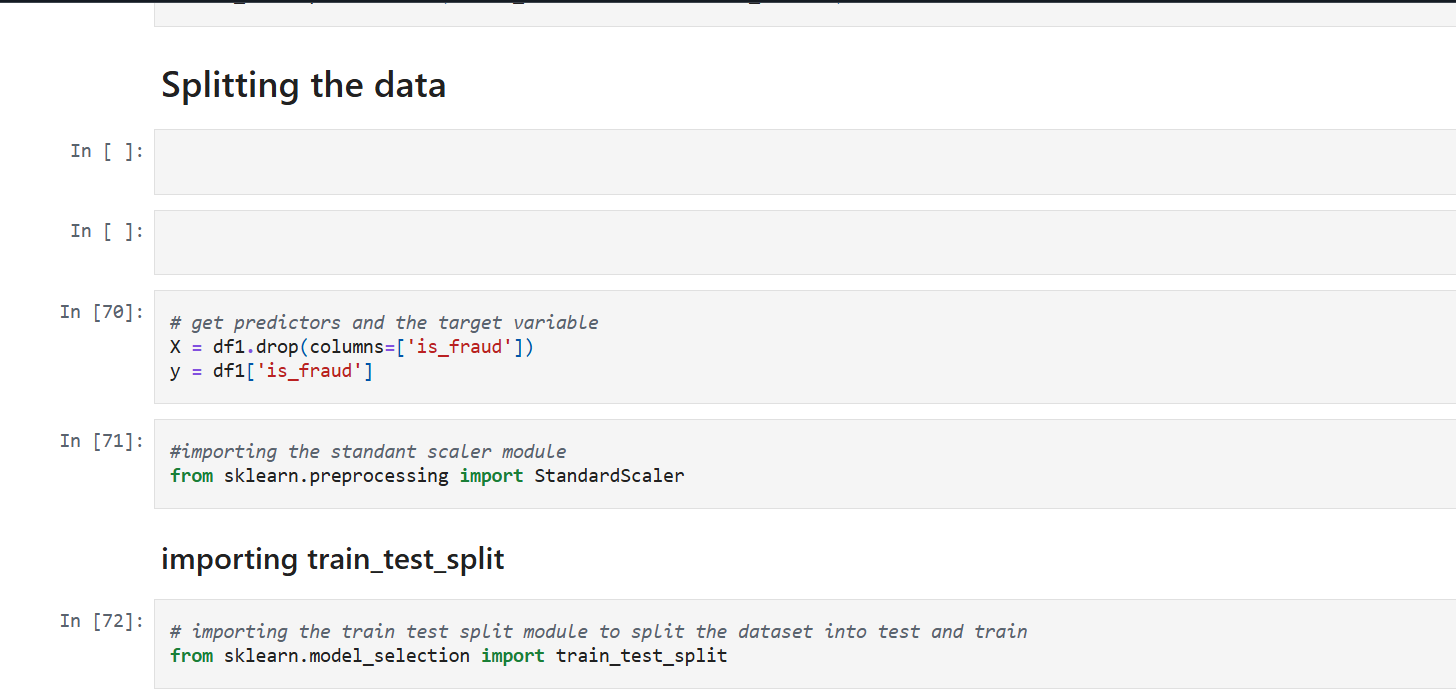 Splitting the data
In [ ]:
In [ ]:
In [70]:
# get predictors and the target variable
X = df1.drop(columns=['is_fraud'])
y = df1['is_fraud']
In [71]:
#importing the standant scaler module
from sklearn.preprocessing import StandardScaler
importing train_test_split
In [72]:
# importing the train test split module to split the dataset into test and train
from sklearn.model_selection import train_test_split